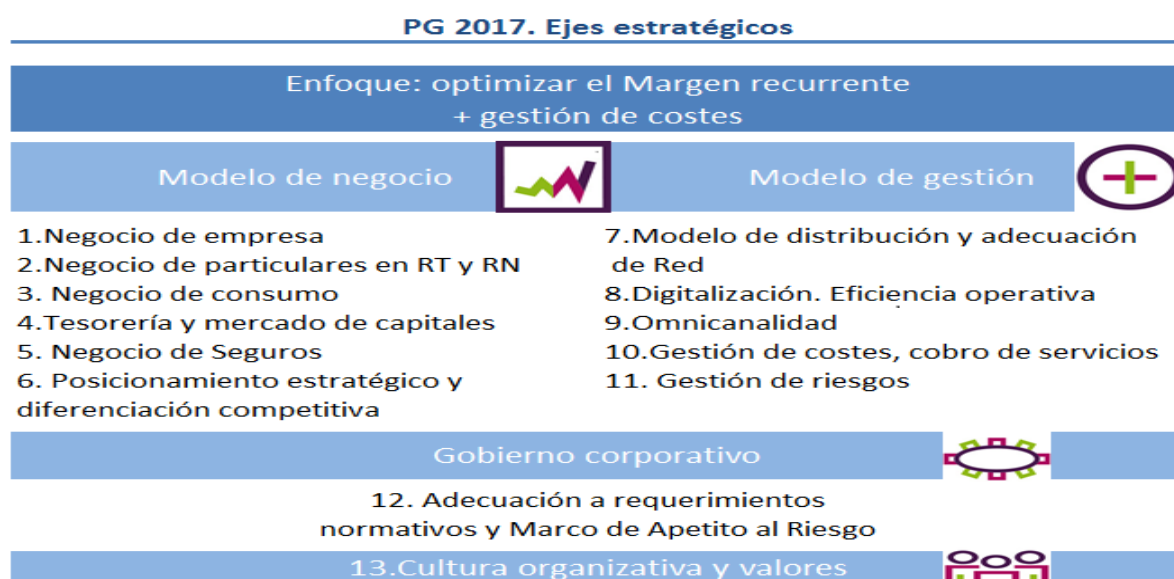 PG 2017. Ejes estratégicos
Enfoque: optimizar el Margen recurrente
+ gestión de costes
Modelo de negocio
Modelo de gestión
1.Negocio de empresa
2.Negocio de particulares en RT y RN
3. Negocio de consumo
4.Tesorería y mercado de capitales
5. Negocio de Seguros
6. Posicionamiento estratégico y
diferenciación competitiva
7.Modelo de distribución y adecuación
de Red
8.Digitalización. Eficiencia operativa
9.Omnicanalidad
10.Gestión de costes, cobro de servicios
11. Gestión de riesgos
Gobierno corporativo
12. Adecuación a requerimientos
normativos y Marco de Apetito al Riesgo
13.Cultura organizativa y valores